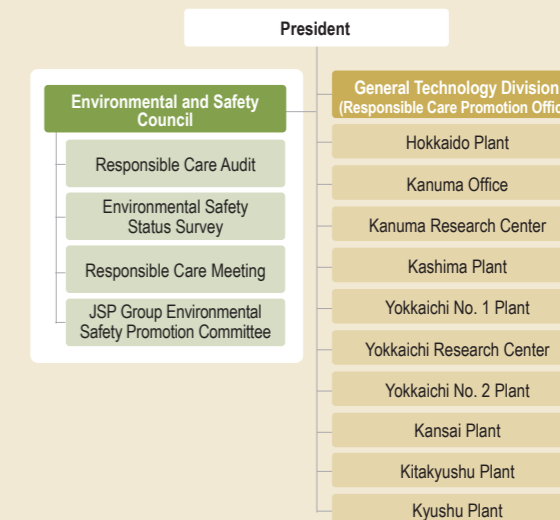 President
Environmental and Safety
Council
Responsible Care Audit
Environmental Safety
Status Survey
Responsible Care Meeting
JSP Group Environmental
Safety Promotion Committee
General Technology Division
(Responsible Care Promotion Offic
Hokkaido Plant
Kanuma Office
Kanuma Research Center
Kashima Plant
Yokkaichi No. 1 Plant
Yokkaichi Research Center
Yokkaichi No. 2 Plant
Kansai Plant
Kitakyushu Plant
Kyushu Plant